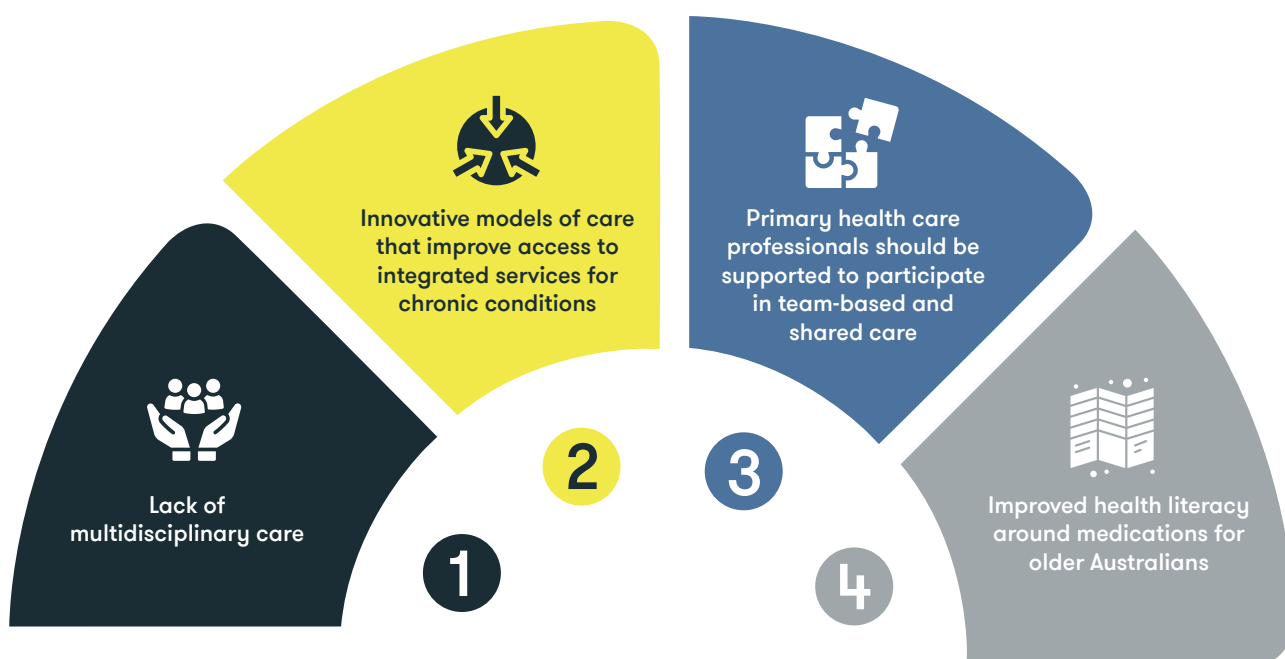 Innovative models of care
that improve access to
integrated services for
chronic conditions
Primary health care
professionals should be
supported to participate
in team-based and
shared care
Lack of
multidisciplinary care
Improved health literacy
around medications for
older Australians
1
2
3
4